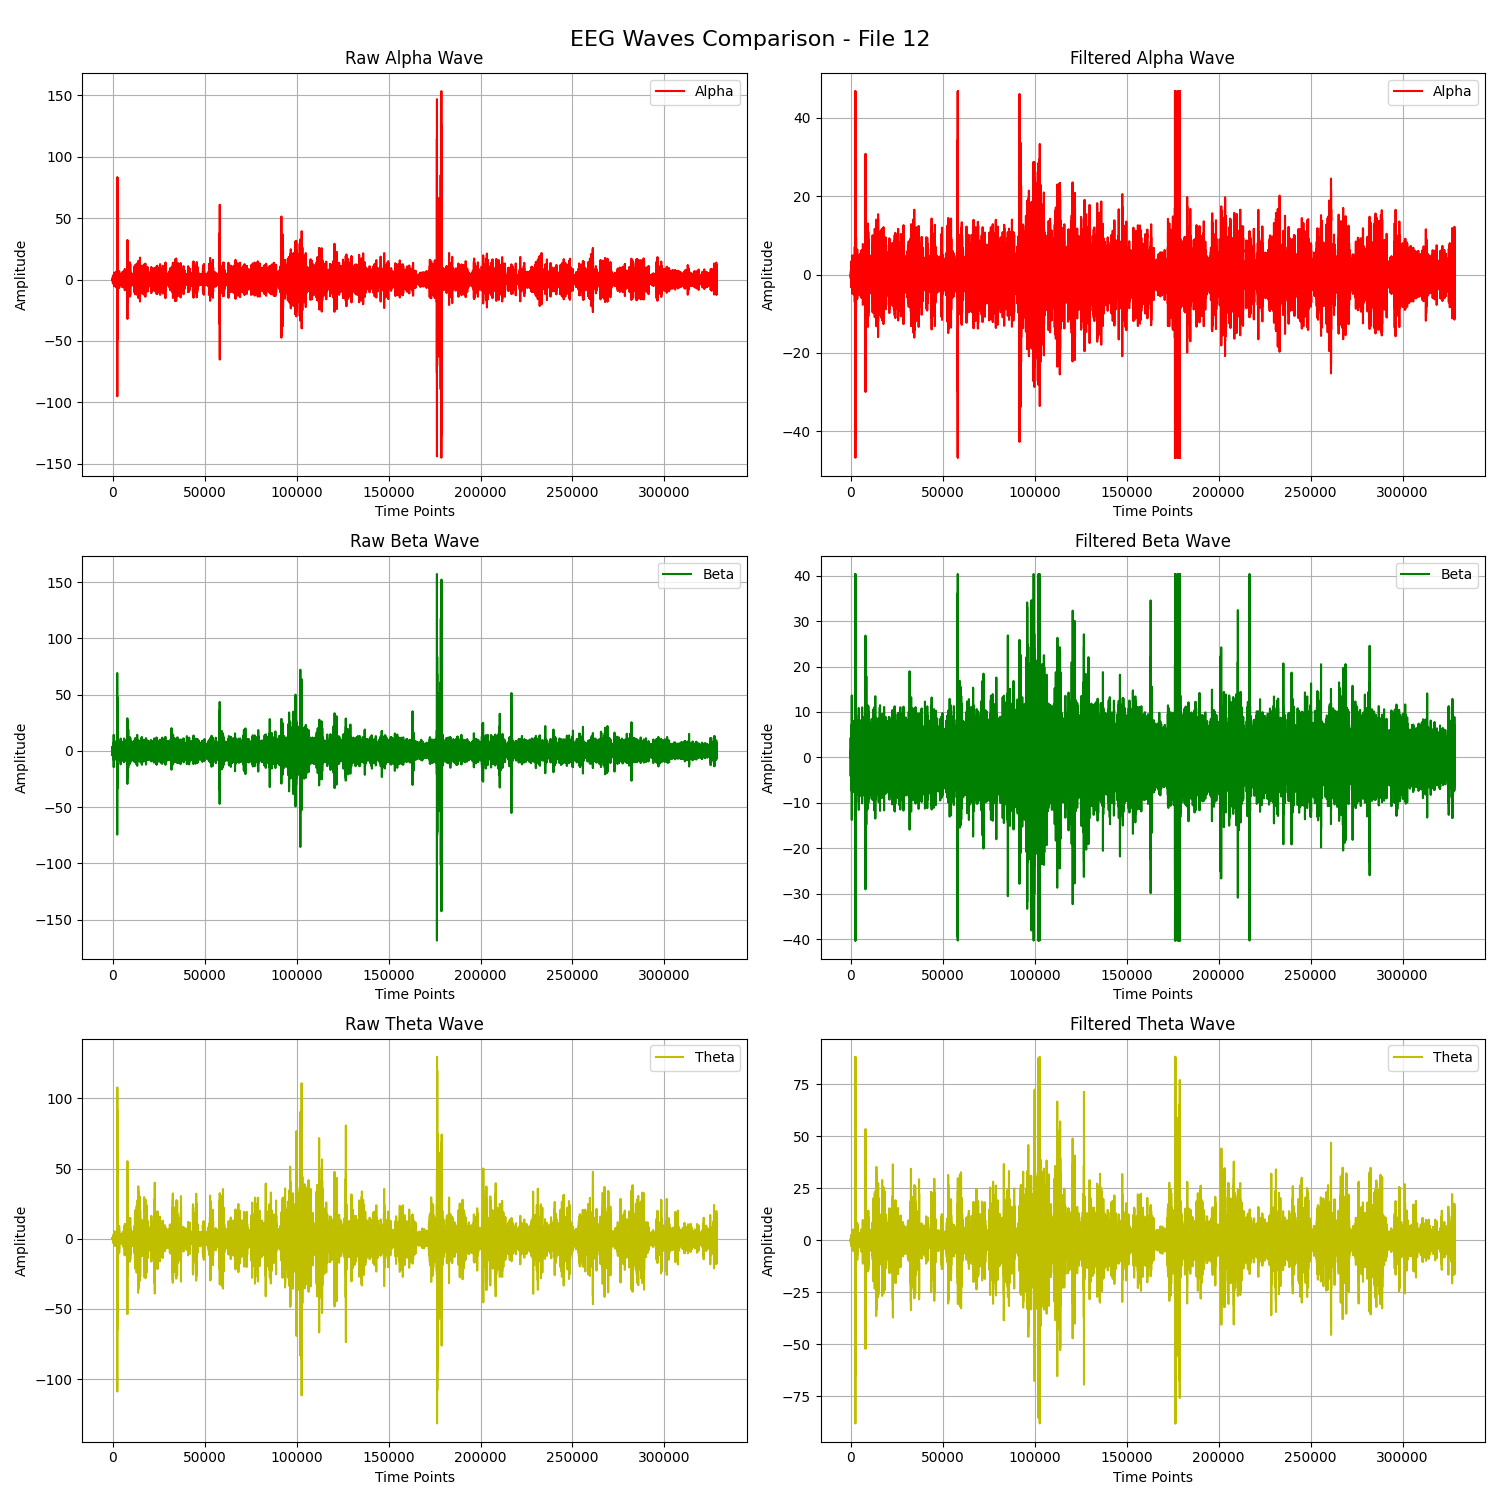 EEG Waves Comparison - File 12
Raw Alpha Wave
Alpha
150
100
50
0
−50
−100
−150
Amplitude
0 50000 100000 150000 200000 250000 300000
Time Points
Filtered Alpha Wave
Alpha
40
20
0
−20
−40
Amplitude
0 50000 100000 150000 200000 250000 300000
Time Points
Raw Beta Wave
Beta
150
100
50
0
−50
−100
−150
Amplitude
0 50000 100000 150000 200000 250000 300000
Time Points
Filtered Beta Wave
Beta
40
30
20
10
0
−10
−20
−30
−40
Amplitude
0 50000 100000 150000 200000 250000 300000
Time Points
Raw Theta Wave
Theta
100
50
0
−50
−100
Amplitude
0 50000 100000 150000 200000 250000 300000
Time Points
Filtered Theta Wave
Theta
75
50
25
0
−25
−50
−75
Amplitude
0 50000 100000 150000 200000 250000 300000
Time Points